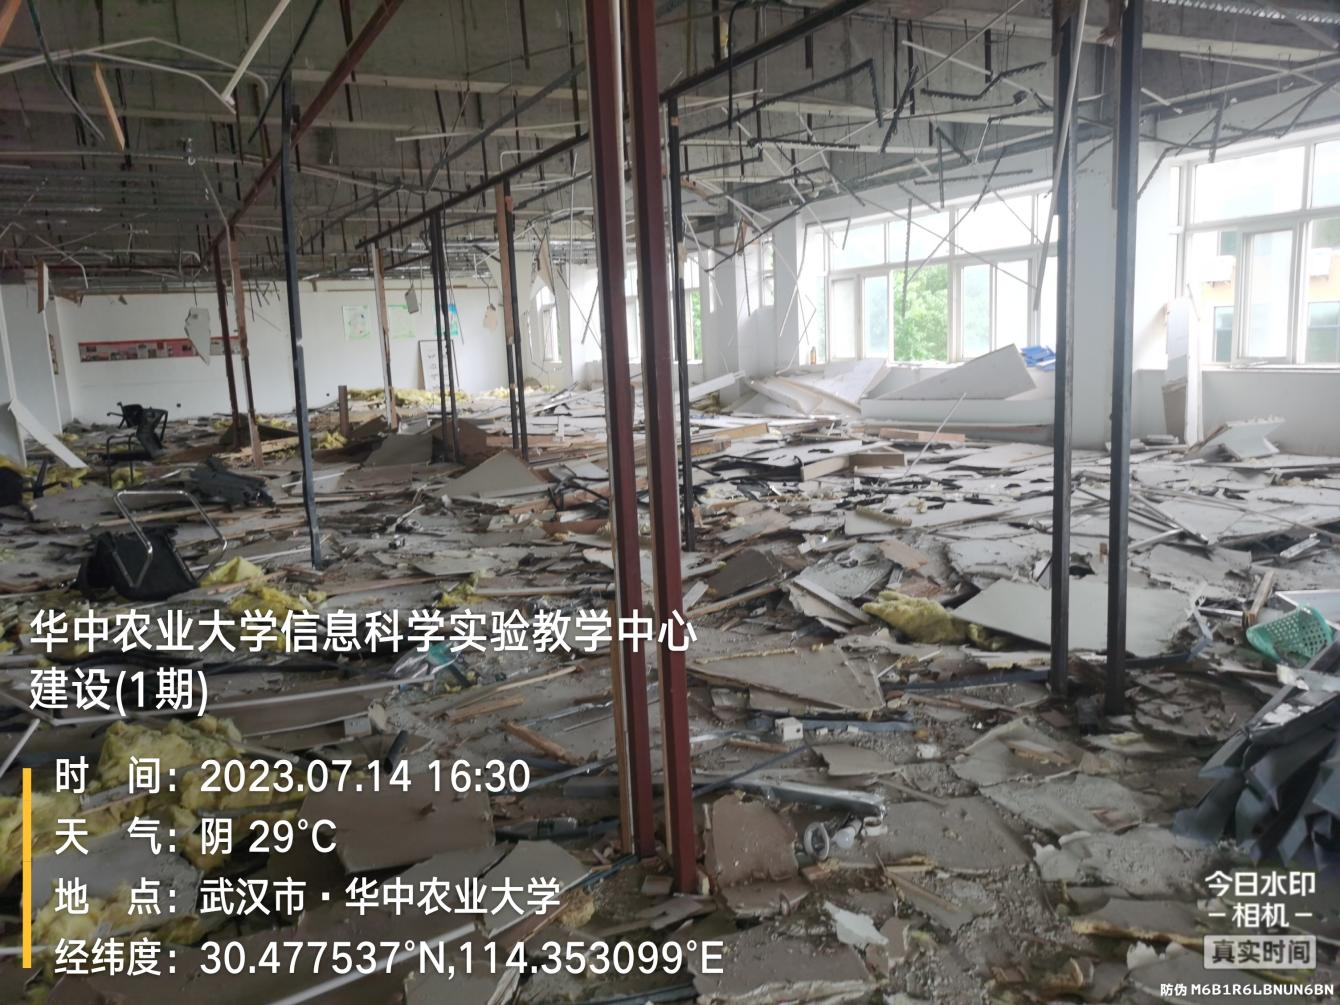 华中农业大学信息科学实验教学中心
建设(1期)
时 间：2023.07.14 16:30
天 气：阴 29°C
地 点：武汉市·华中农业大学
经纬度：30.477537°N,114.353099°E
今日水印
-相机-
真实时间
防伪 M6B1R6LBNUN6BN